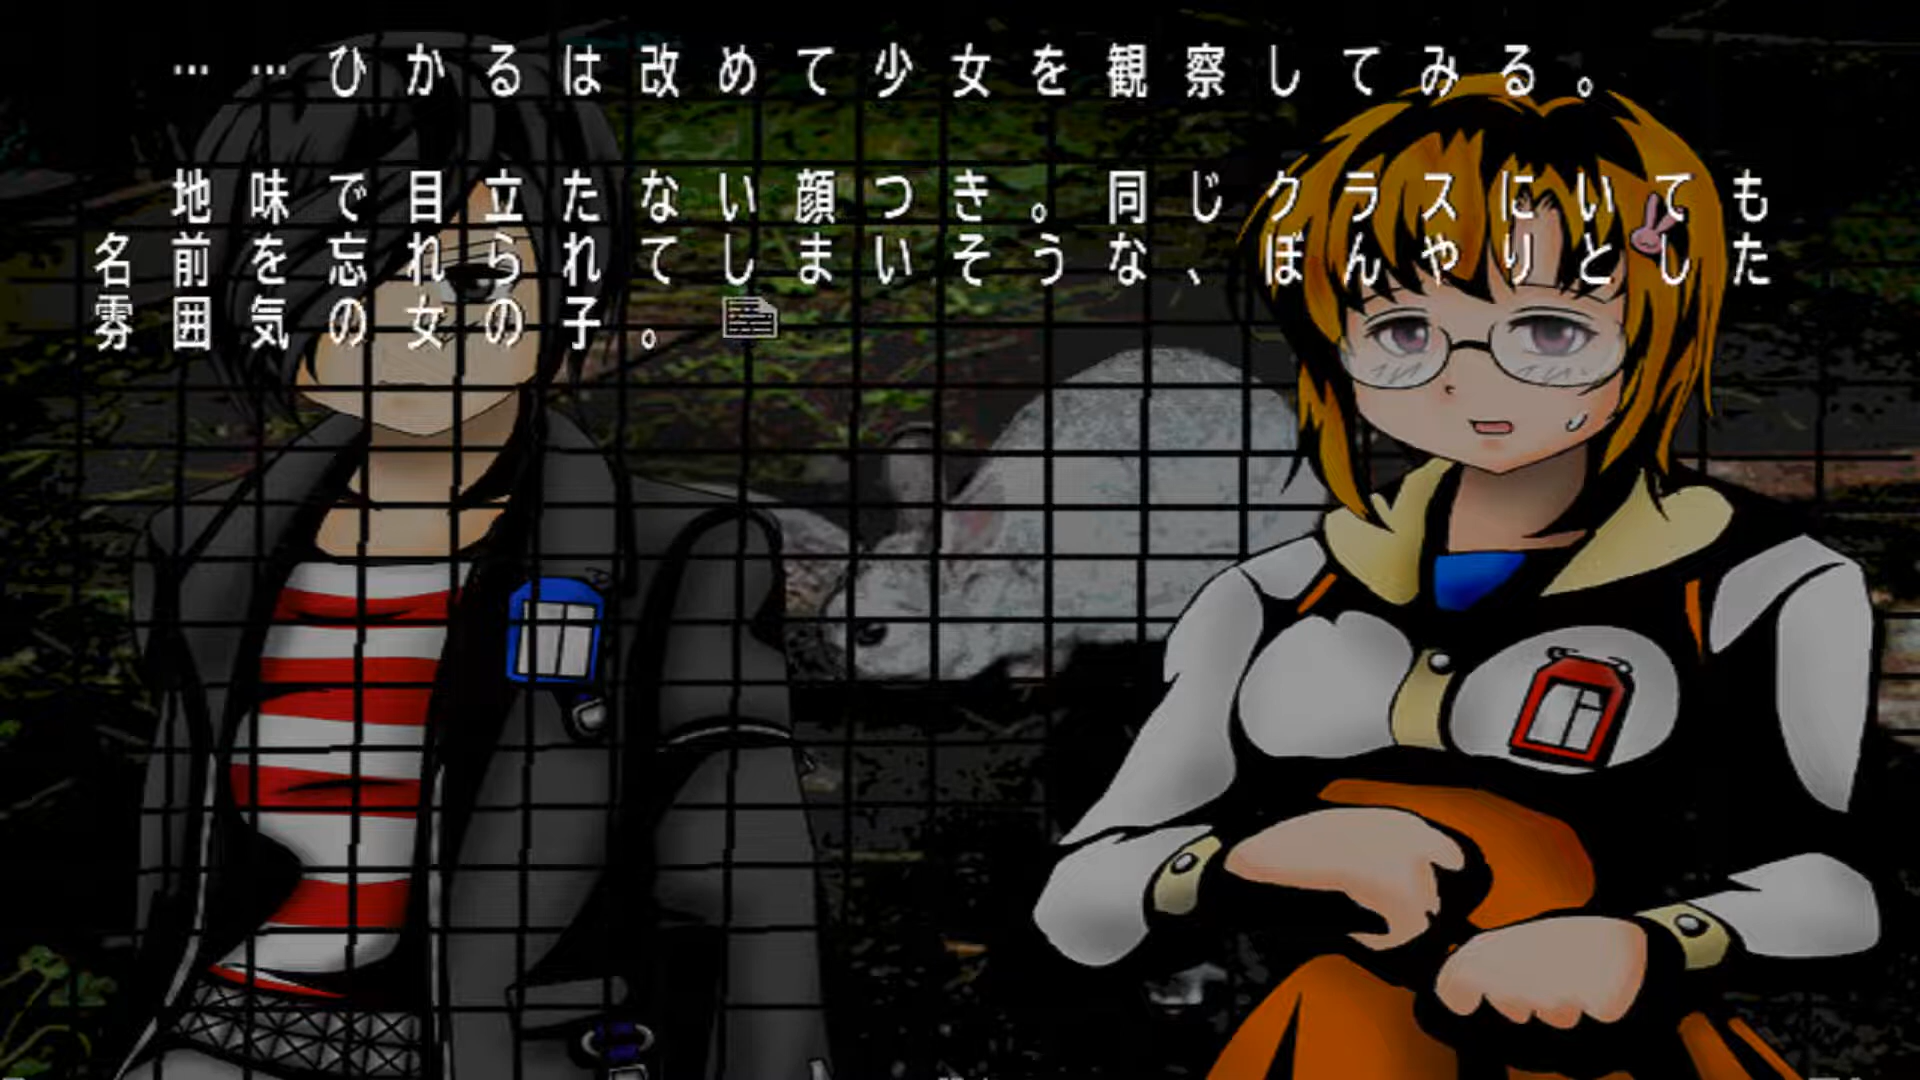 ……ひかるは改めて少女を観察してみる。
地味で目立たない顔つき。同じクラスにいても
名前を忘れられてしまいそうな、ぼんやりとした
雰囲気の女の子。